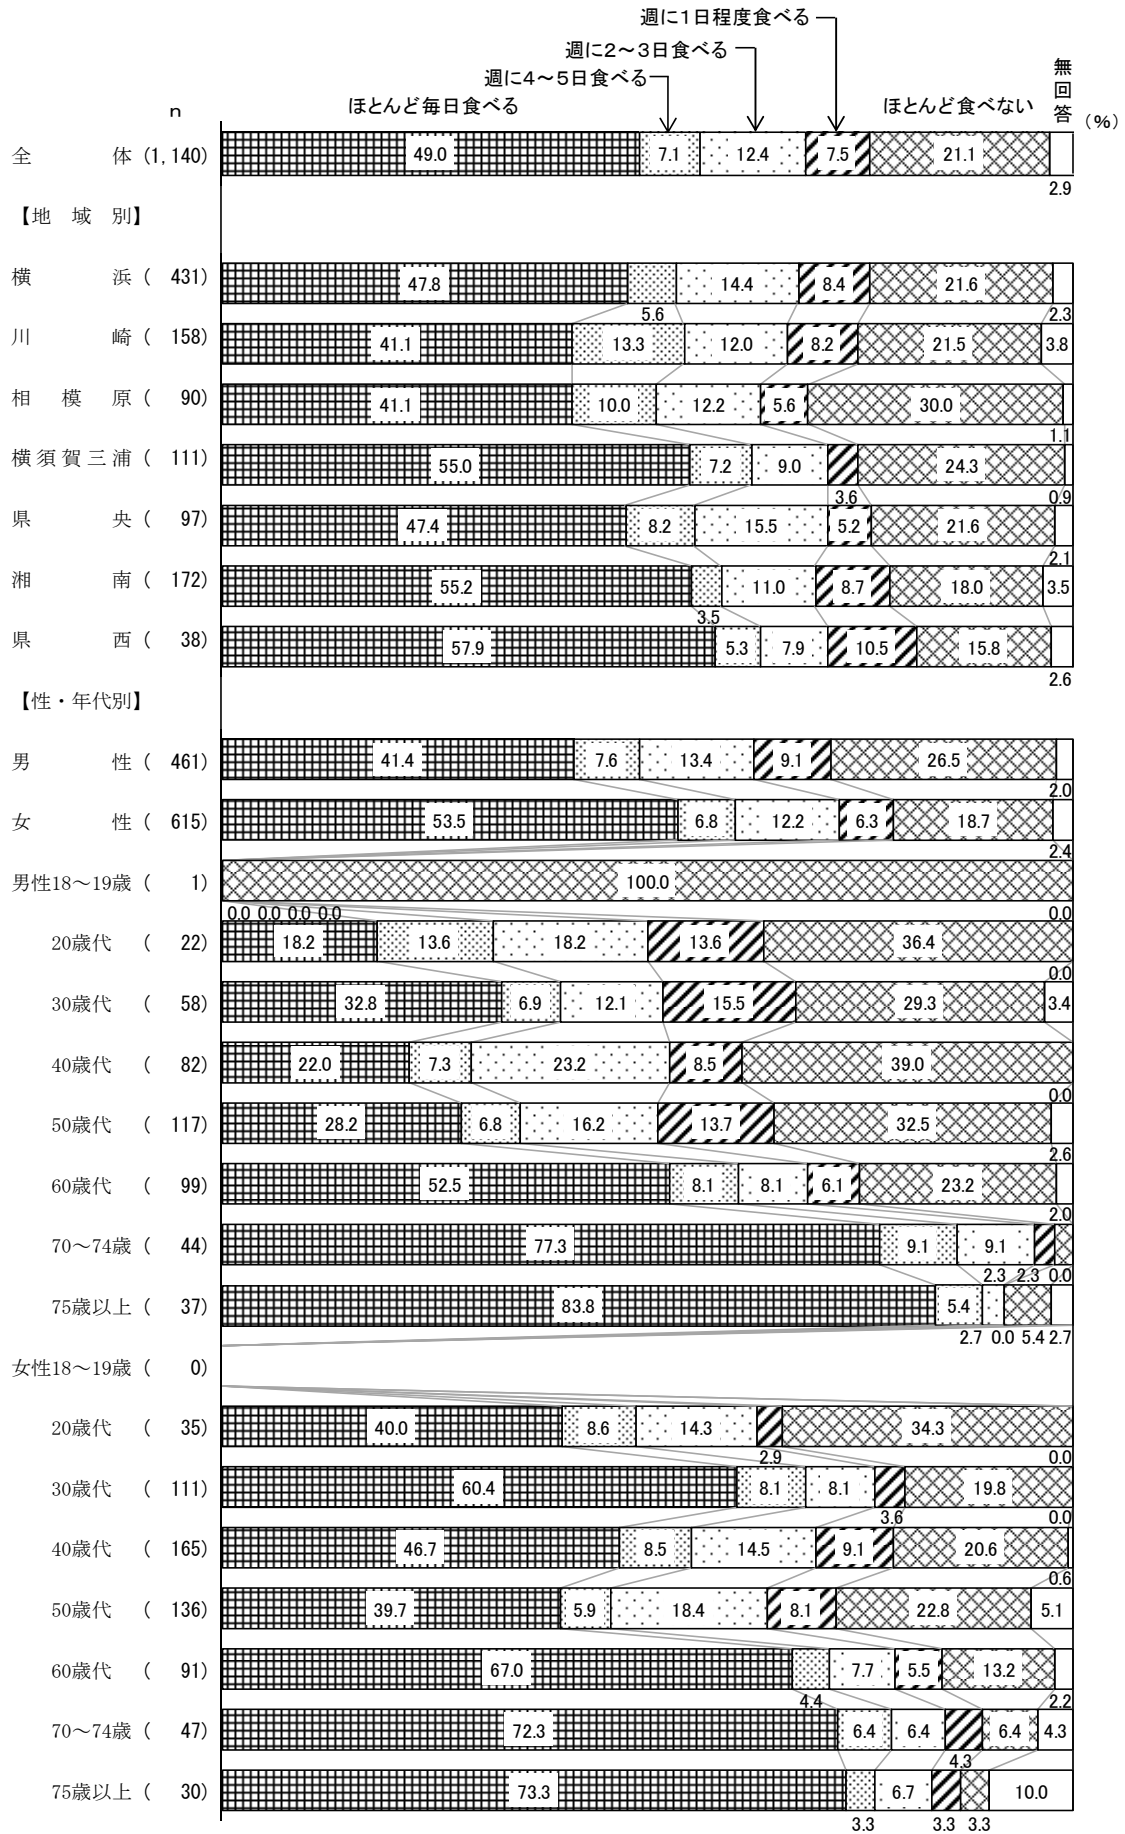 週に1日程度食べる
週に2～3日食べる
週に4～5日食べる
無回答
n ほとんど毎日食べる ほとんど食べない (%)
全体 (1,140) 49.0 7.1 12.4 7.5 21.1
2.9
【地域別】
横浜 ( 431) 47.8 14.4 8.4 21.6
5.6 2.3
川崎 ( 158) 41.1 13.3 12.0 8.2 21.5 3.8
相模原 ( 90) 41.1 10.0 12.2 5.6 30.0
1.1
横須賀三浦 ( 111) 55.0 7.2 9.0 24.3
3.6 0.9
県央 ( 97) 47.4 8.2 15.5 5.2 21.6
2.1
湘南 ( 172) 55.2 11.0 8.7 18.0 3.5
3.5
県西 ( 38) 57.9 5.3 7.9 10.5 15.8
2.6
【性・年代別】
男性 ( 461) 41.4 7.6 13.4 9.1 26.5
2.0
女性 ( 615) 53.5 6.8 12.2 6.3 18.7
2.4
男性18～19歳 ( 1) 100.0
0.0 0.0 0.0 0.0 0.0
20歳代 ( 22) 18.2 13.6 18.2 13.6 36.4
0.0
30歳代 ( 58) 32.8 6.9 12.1 15.5 29.3 3.4
40歳代 ( 82) 22.0 7.3 23.2 8.5 39.0
0.0
50歳代 ( 117) 28.2 6.8 16.2 13.7 32.5
2.6
60歳代 ( 99) 52.5 8.1 8.1 6.1 23.2
2.0
70～74歳 ( 44) 77.3 9.1 9.1
2.3 2.3 0.0
75歳以上 ( 37) 83.8 5.4
2.7 0.0 5.4 2.7
女性18～19歳 ( 0)
20歳代 ( 35) 40.0 8.6 14.3 34.3
2.9 0.0
30歳代 ( 111) 60.4 8.1 8.1 19.8
3.6 0.0
40歳代 ( 165) 46.7 8.5 14.5 9.1 20.6
0.6
50歳代 ( 136) 39.7 5.9 18.4 8.1 22.8 5.1
60歳代 ( 91) 67.0 7.7 5.5 13.2
4.4 2.2
70～74歳 ( 47) 72.3 6.4 6.4 6.4 4.3
4.3
75歳以上 ( 30) 73.3 6.7 10.0
3.3 3.3 3.3